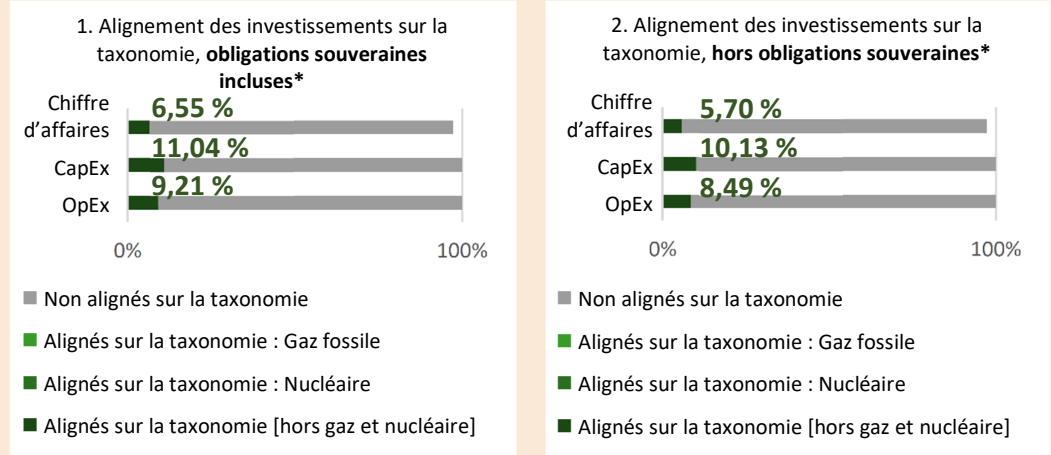 1. Alignement des investissements sur la
taxonomie, obligations souveraines
incluses*
Chiffre
d’affaires
6,55 %
CapEx
11,04 %
OpEx
9,21 %
0%
100%
Non alignés sur la taxonomie
Alignés sur la taxonomie : Gaz fossile
Alignés sur la taxonomie : Nucléaire
Alignés sur la taxonomie [hors gaz et nucléaire]
2. Alignement des investissements sur la
taxonomie, hors obligations souveraines*
Chiffre
d’affaires
5,70 %
CapEx
10,13 %
OpEx
8,49 %
0%
100%
Non alignés sur la taxonomie
Alignés sur la taxonomie : Gaz fossile
Alignés sur la taxonomie : Nucléaire
Alignés sur la taxonomie [hors gaz et nucléaire]